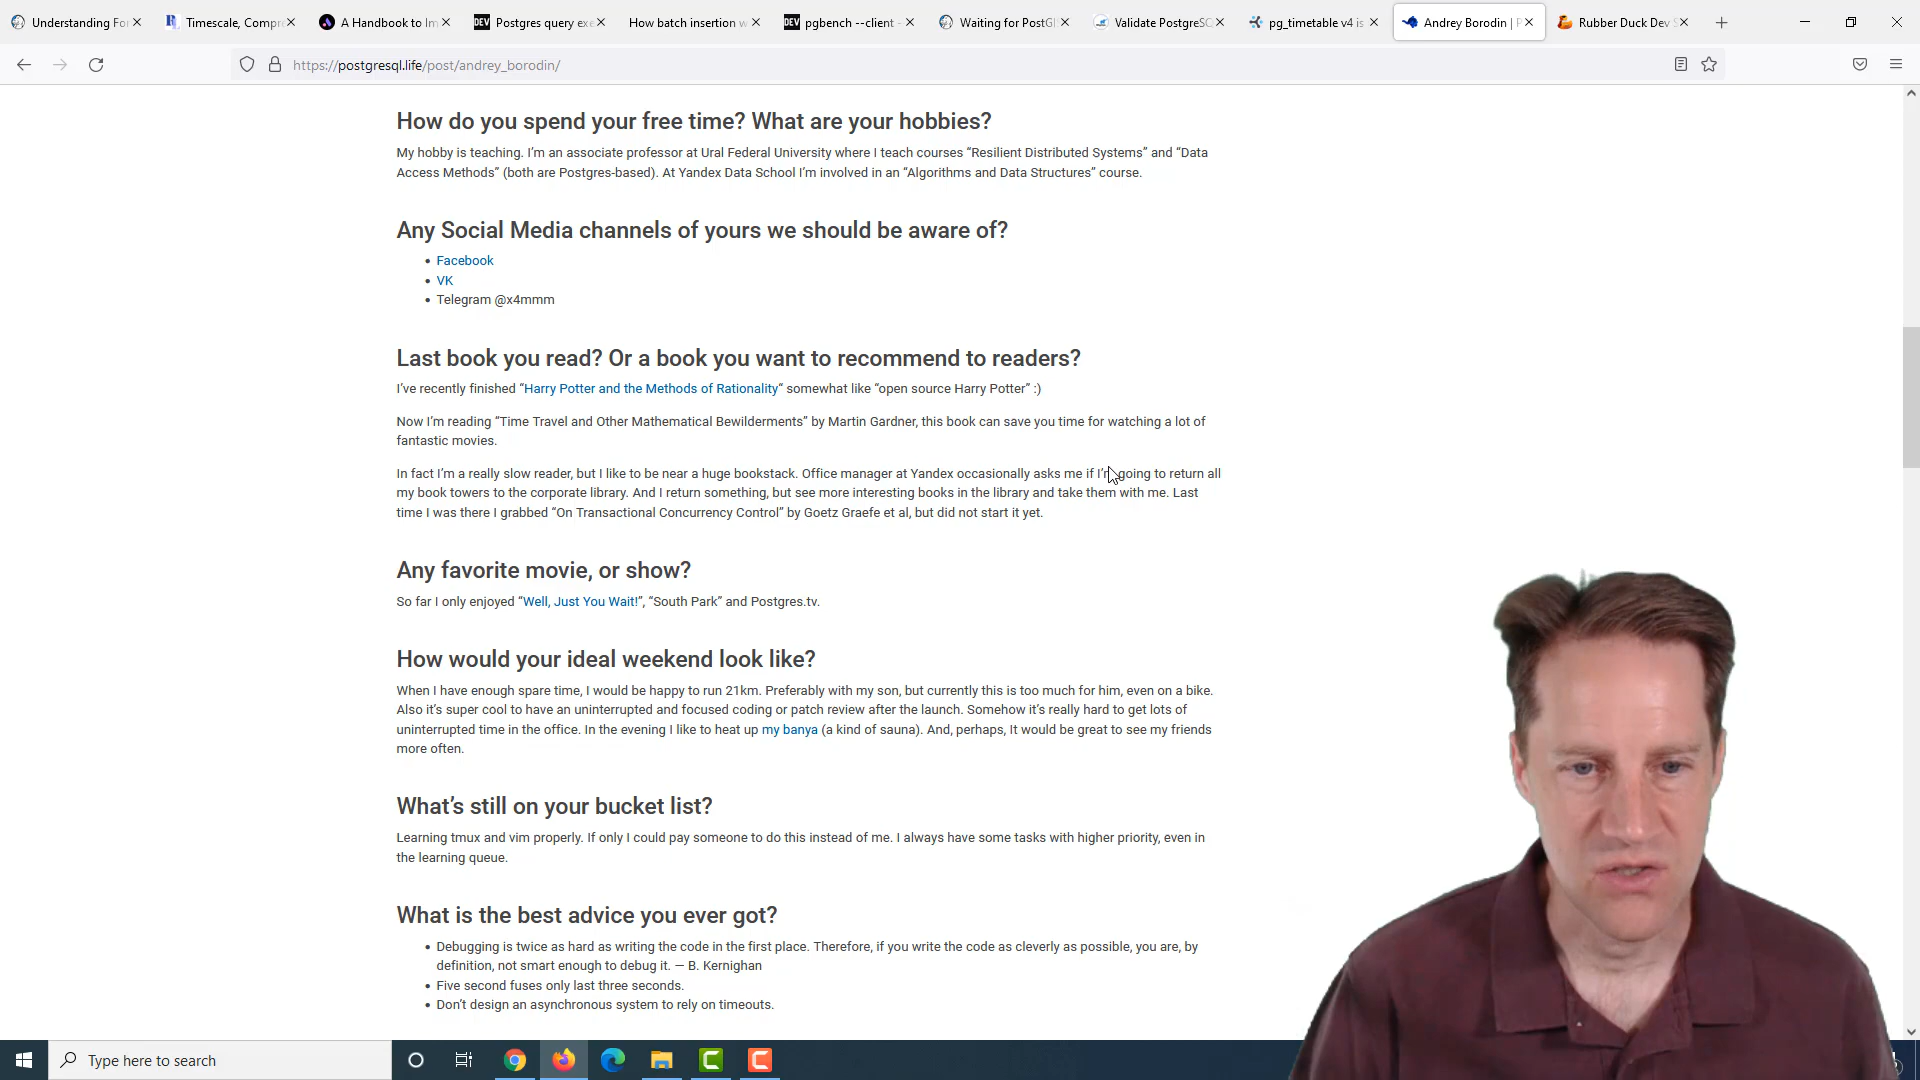 Understanding Fo
Timescale, Compr
A Handbook to Im
DEV
Postgres query exe
How batch insertion w
DEV
pgbench --client -
Waiting for PostG
Validate PostgreSQ
pg_timetable v4 is
Andrey Borodin | P
Rubber Duck Dev S
https://postgresql.life/post/andrey_borodin/
How do you spend your free time? What are your hobbies?
My hobby is teaching. I'm an associate professor at Ural Federal University where I teach courses “Resilient Distributed Systems” and “Data
Access Methods” (both are Postgres-based). At Yandex Data School I'm involved in an “Algorithms and Data Structures” course.
Any Social Media channels of yours we should be aware of?
• Facebook
• VK
• Telegram @x4mmm
Last book you read? Or a book you want to recommend to readers?
I've recently finished “Harry Potter and the Methods of Rationality“ somewhat like “open source Harry Potter” :)
Now I'm reading “Time Travel and Other Mathematical Bewilderments” by Martin Gardner, this book can save you time for watching a lot of
fantastic movies.
In fact I'm a really slow reader, but I like to be near a huge bookstack. Office manager at Yandex occasionally asks me if I'm going to return all
my book towers to the corporate library. And I return something, but see more interesting books in the library and take them with me. Last
time I was there I grabbed “On Transactional Concurrency Control” by Goetz Graefe et al, but did not start it yet.
Any favorite movie, or show?
So far I only enjoyed “Well, Just You Wait!”, “South Park” and Postgres.tv.
How would your ideal weekend look like?
When I have enough spare time, I would be happy to run 21km. Preferably with my son, but currently this is too much for him, even on a bike.
Also it's super cool to have an uninterrupted and focused coding or patch review after the launch. Somehow it's really hard to get lots of
uninterrupted time in the office. In the evening I like to heat up my banya (a kind of sauna). And, perhaps, It would be great to see my friends
more often.
What's still on your bucket list?
Learning tmux and vim properly. If only I could pay someone to do this instead of me. I always have some tasks with higher priority, even in
the learning queue.
What is the best advice you ever got?
• Debugging is twice as hard as writing the code in the first place. Therefore, if you write the code as cleverly as possible, you are, by
definition, not smart enough to debug it. — B. Kernighan
• Five second fuses only last three seconds.
• Don't design an asynchronous system to rely on timeouts.
Type here to search